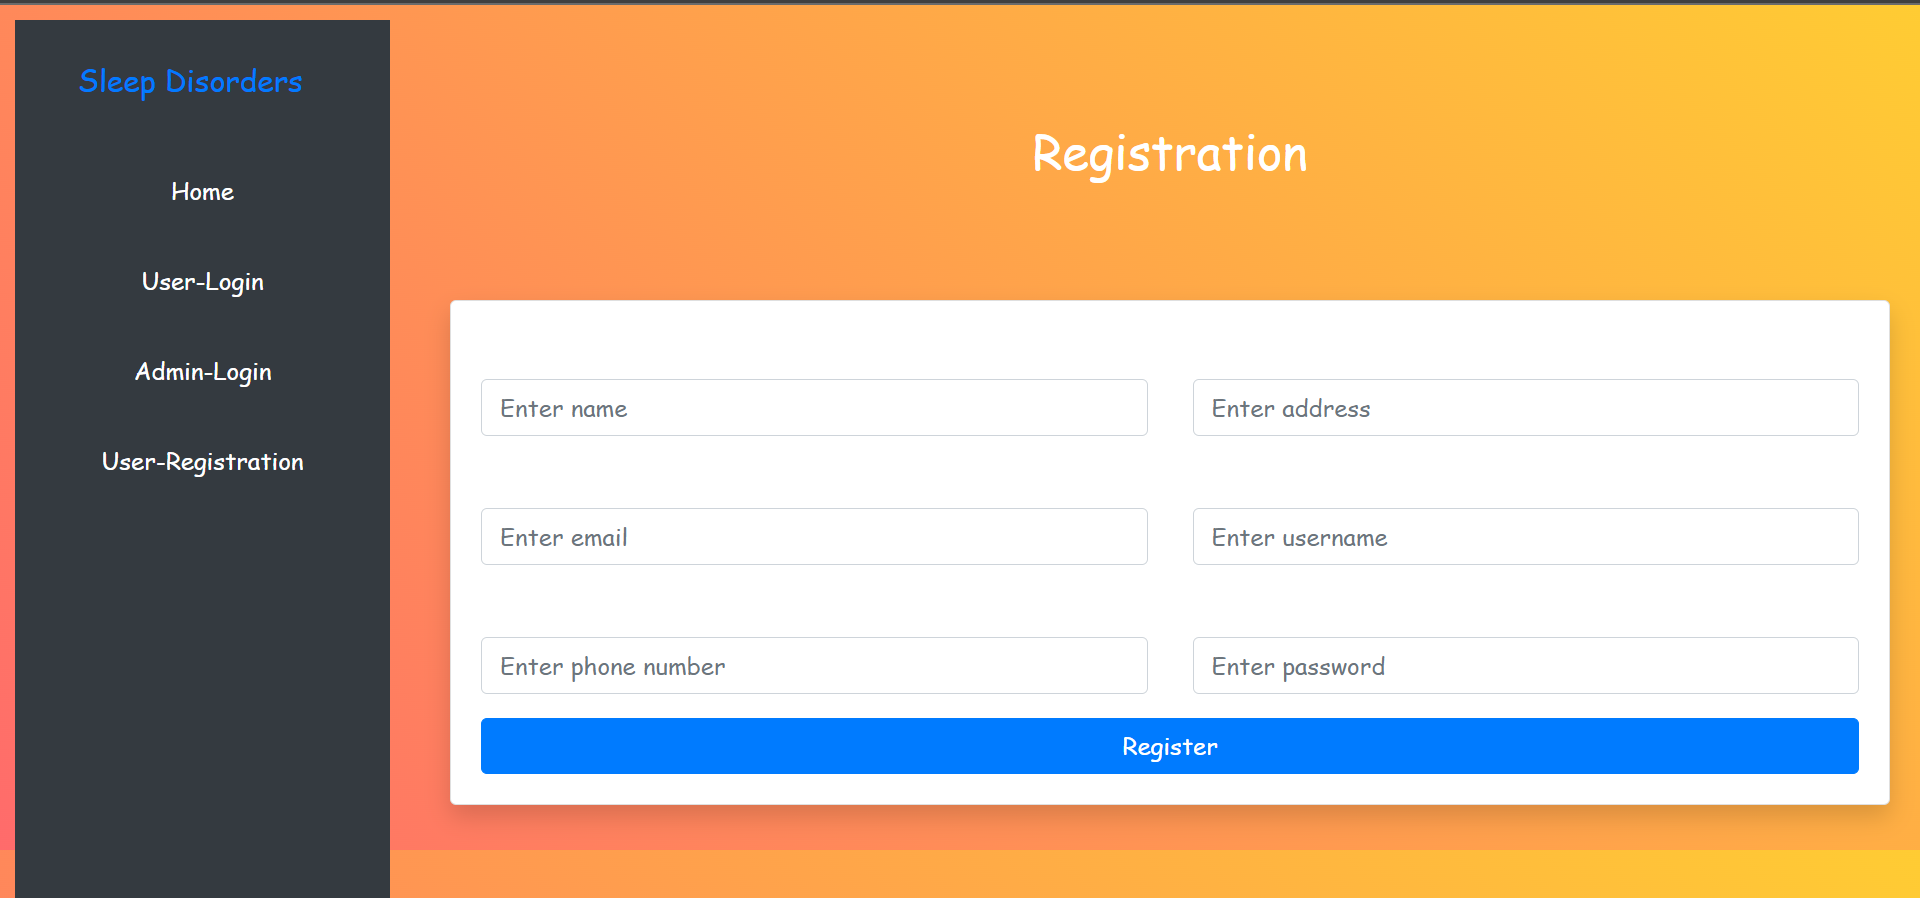 Sleep Disorders
Home
User-Login
Admin-Login
User-Registration
Registration
Enter name
Enter address
Enter email
Enter username
Enter phone number
Enter password
Register